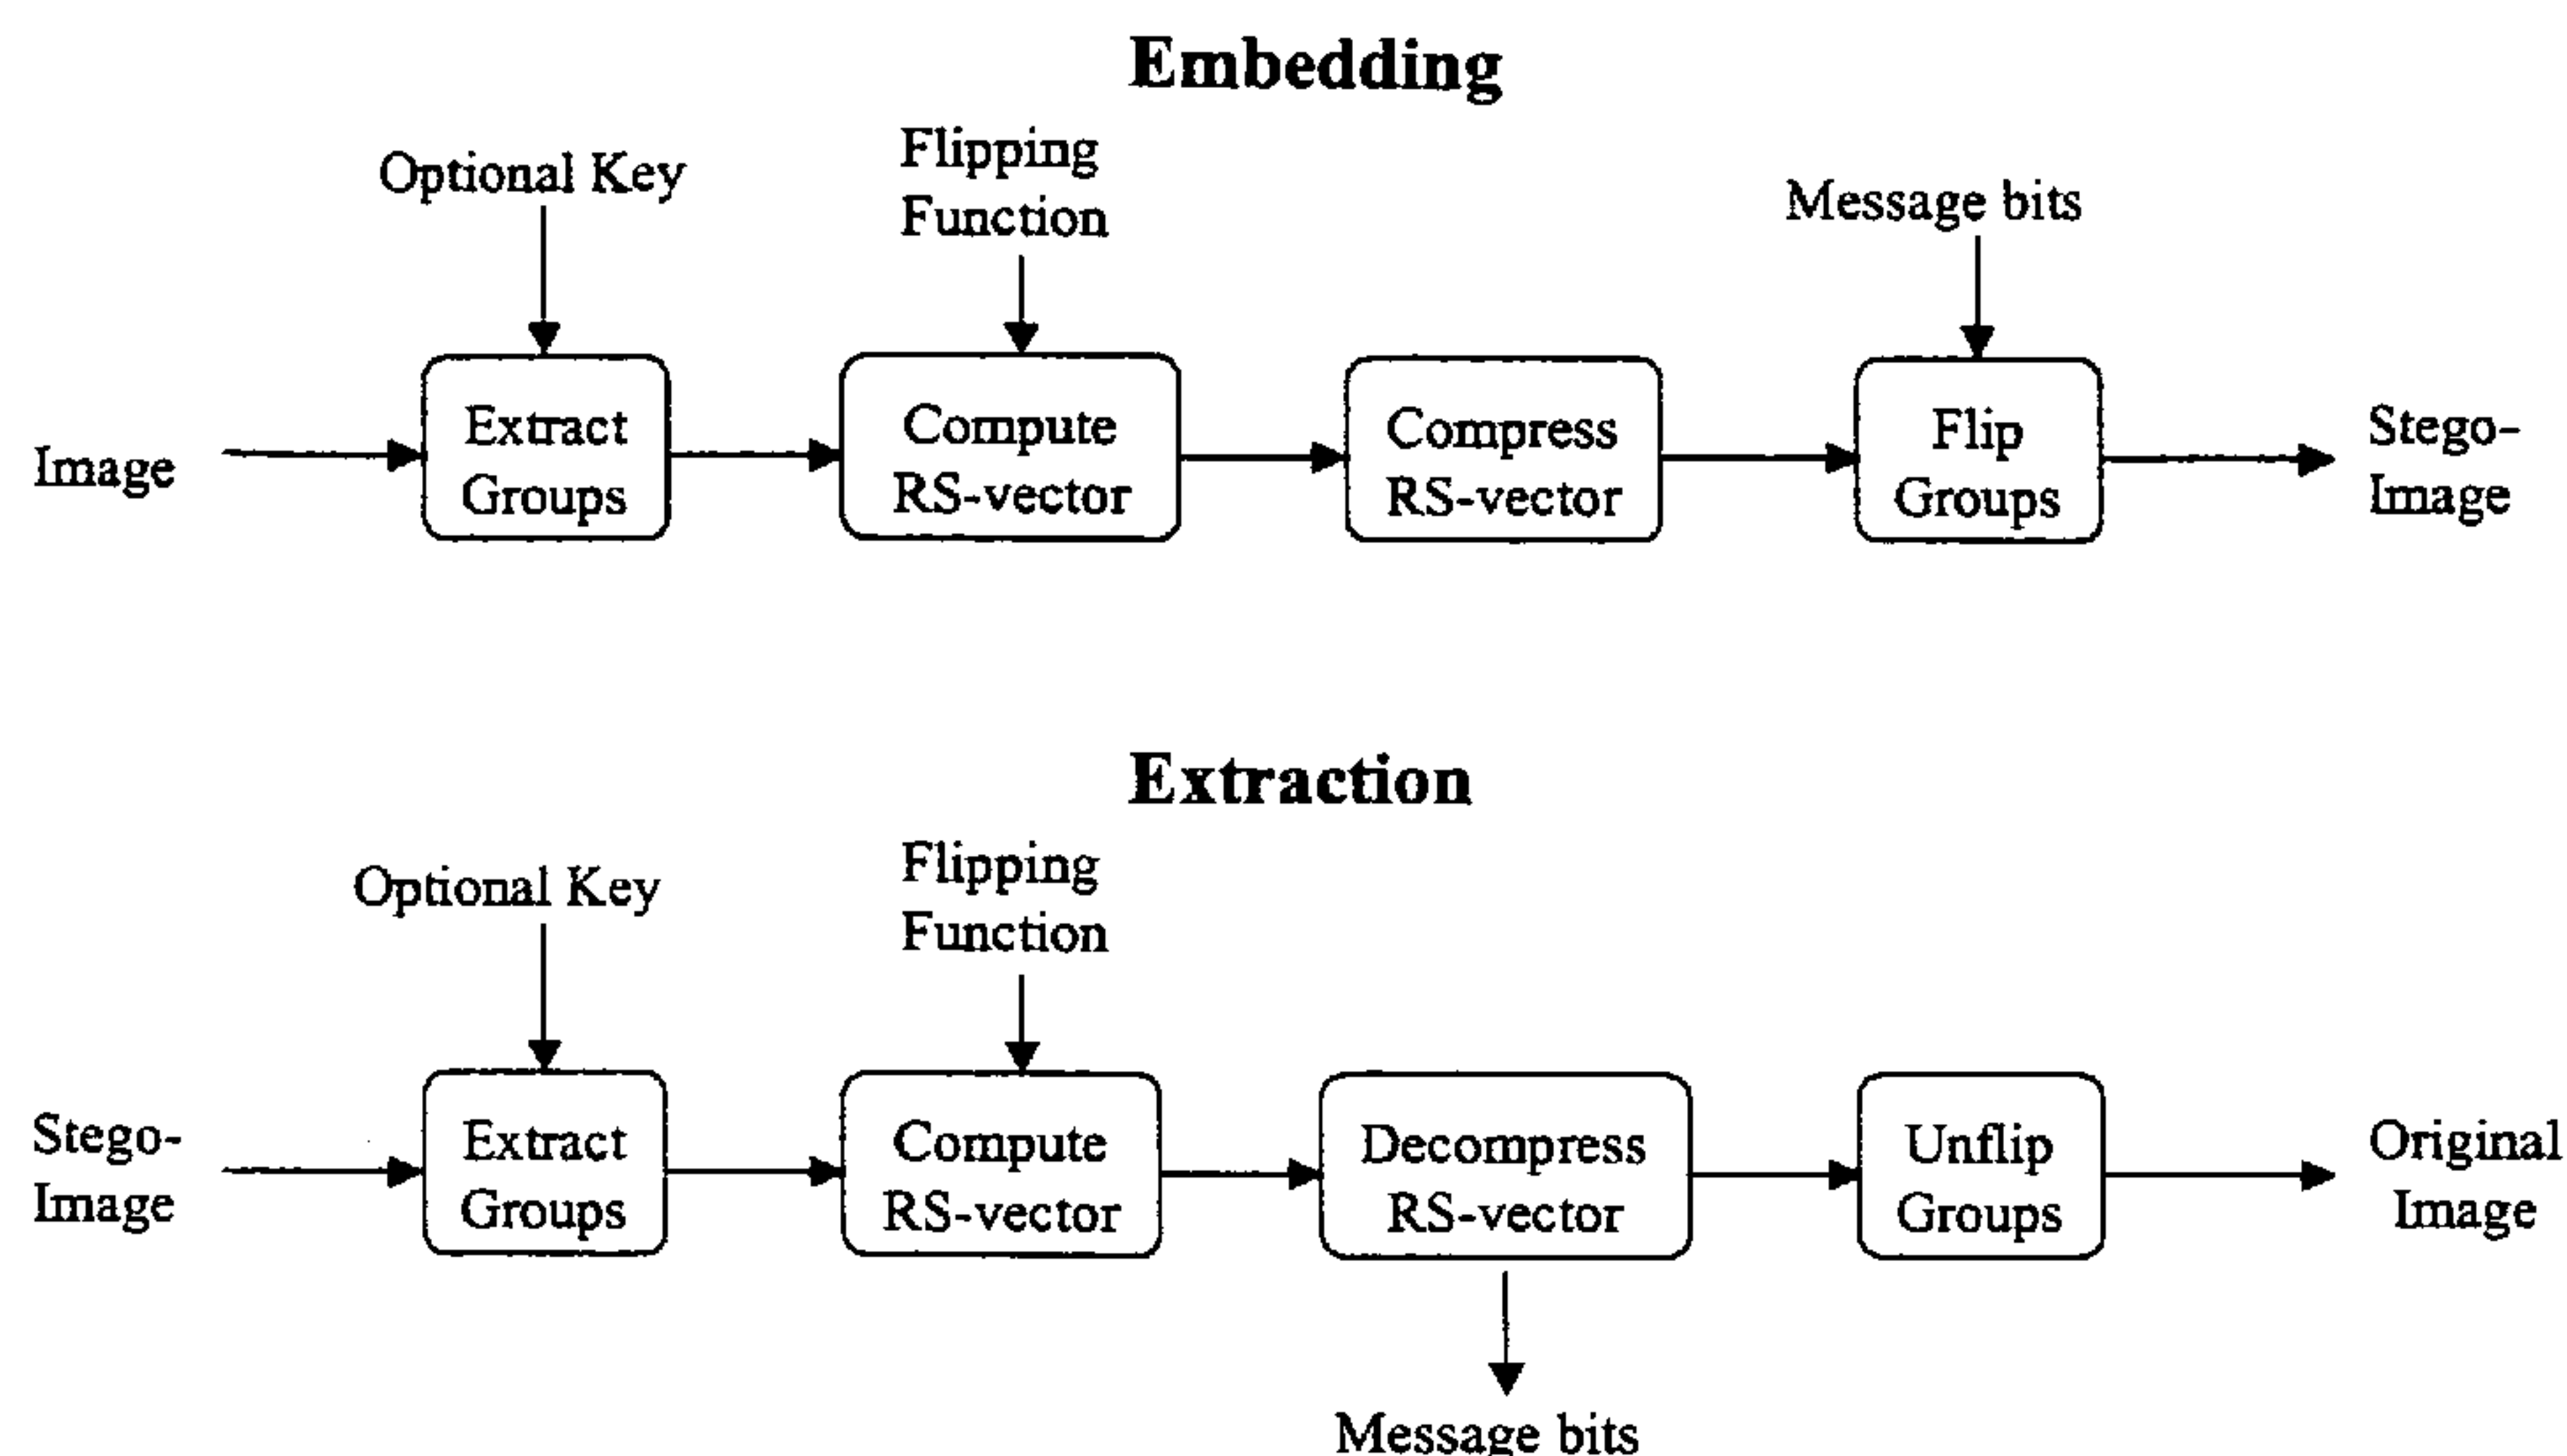 Embedding
Optional Key
Flipping
Function
Message bits
Image
Extract
Groups
Compute
RS-vector
Compress
RS-vector
Flip
Groups
Stego-
Image
Extraction
Optional Key
Flipping
Function
Stego-
Image
Extract
Groups
Compute
RS-vector
Decompress
RS-vector
Unflip
Groups
Original
Image
Message bits